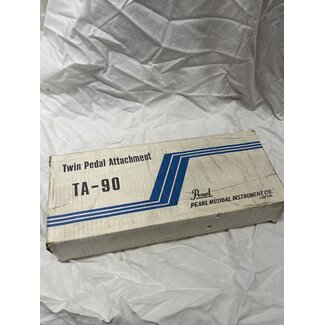 Twin Pedal Attachment
TA-90
Pearl
PEARL MUSICAL INSTRUMENT CO.